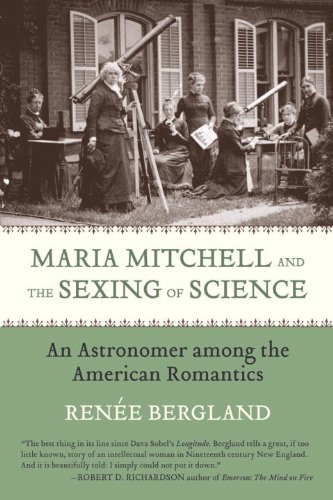 MARIA MITCHELL AND
THE SEXING OF SCIENCE
An Astronomer among the
American Romantics
RENÉE BERGLAND
"The best thing in its line since Dava Sobel's Longitude. Bergland tells a great, if too
little known, story of an intellectual woman in Nineteenth century New England.
And it is beautifully told: I simply could not put it down."
—ROBERT D. RICHARDSON author of Emerson: The Mind on Fire